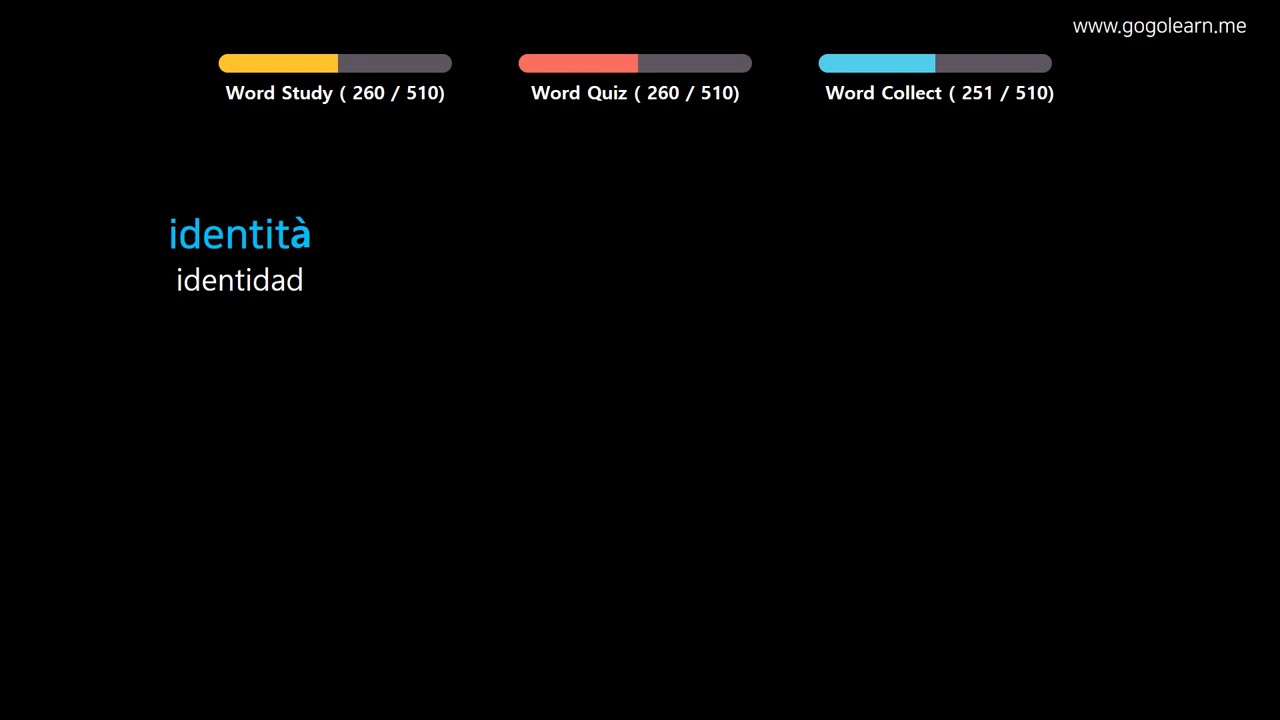 www.gogolearn.me
Word Study ( 260 / 510)
Word Quiz ( 260 / 510)
Word Collect ( 251 / 510)
identità
identidad